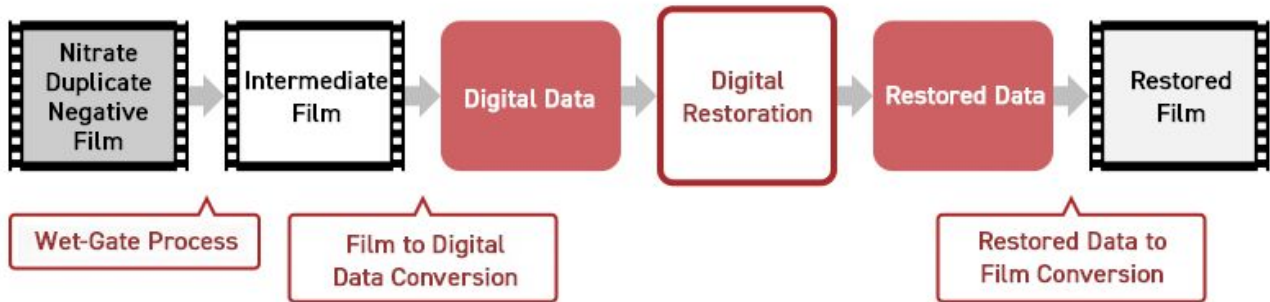 Nitrate
Duplicate
Negative
Film
Intermediate
Film
Digital Data
Digital
Restoration
Restored Data
Restored
Film
Wet-Gate Process
Film to Digital
Data Conversion
Restored Data to
Film Conversion